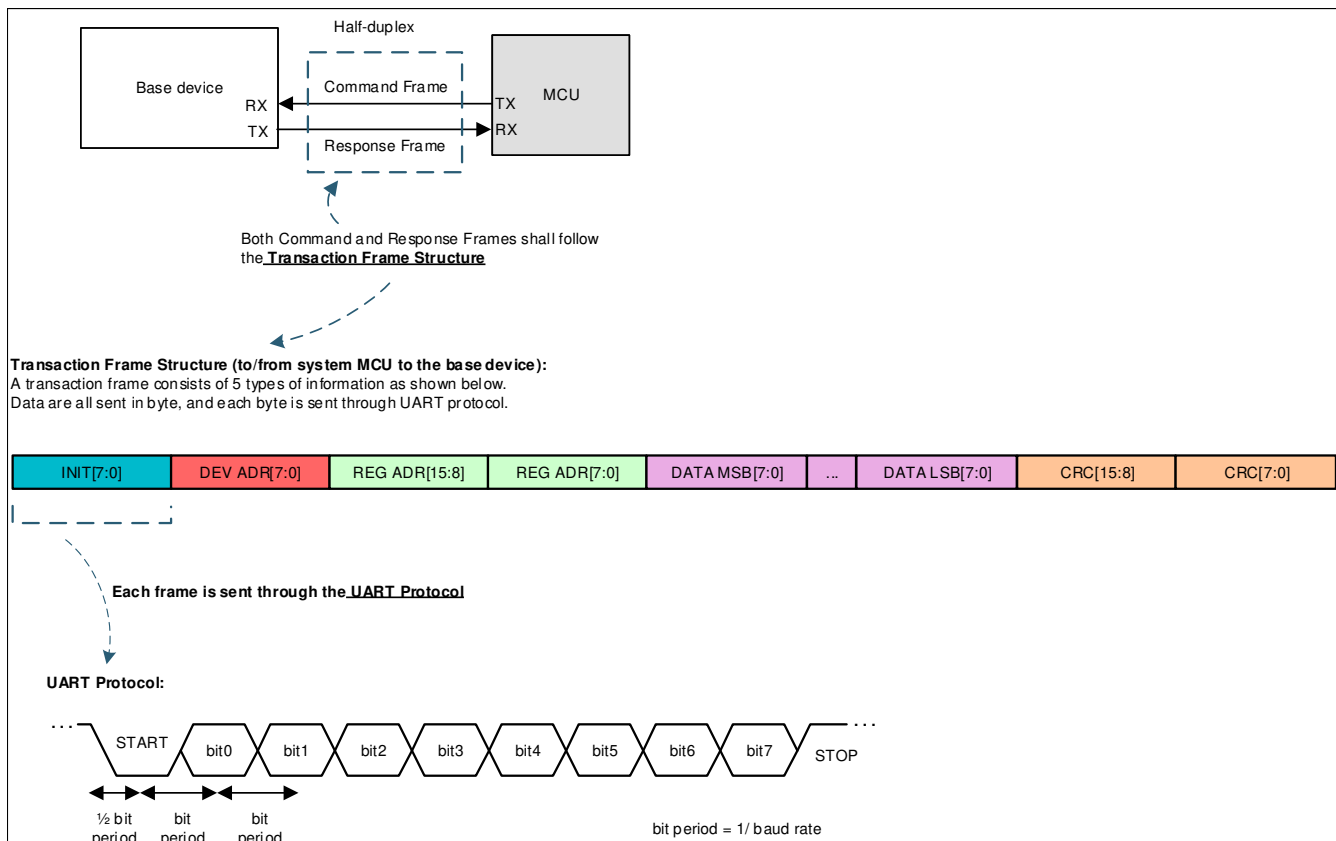 Half-duplex
Base device
Command Frame
MCU
RX
TX
TX
RX
Response Frame
Both Command and Response Frames shall follow
the Transaction Frame Structure
Transaction Frame Structure (to/from system MCU to the base device):
A transaction frame consists of 5 types of information as shown below.
Data are all sent in byte, and each byte is sent through UART protocol.
INIT[7:0] DEV ADR[7:0] REG ADR[15:8] REG ADR[7:0] DATA MSB[7:0] ... DATA LSB[7:0] CRC[15:8] CRC[7:0]
Each frame is sent through the UART Protocol
UART Protocol:
... START bit0 bit1 bit2 bit3 bit4 bit5 bit6 bit7 STOP ...
½ bit period
bit period
bit period
bit period = 1/ baud rate